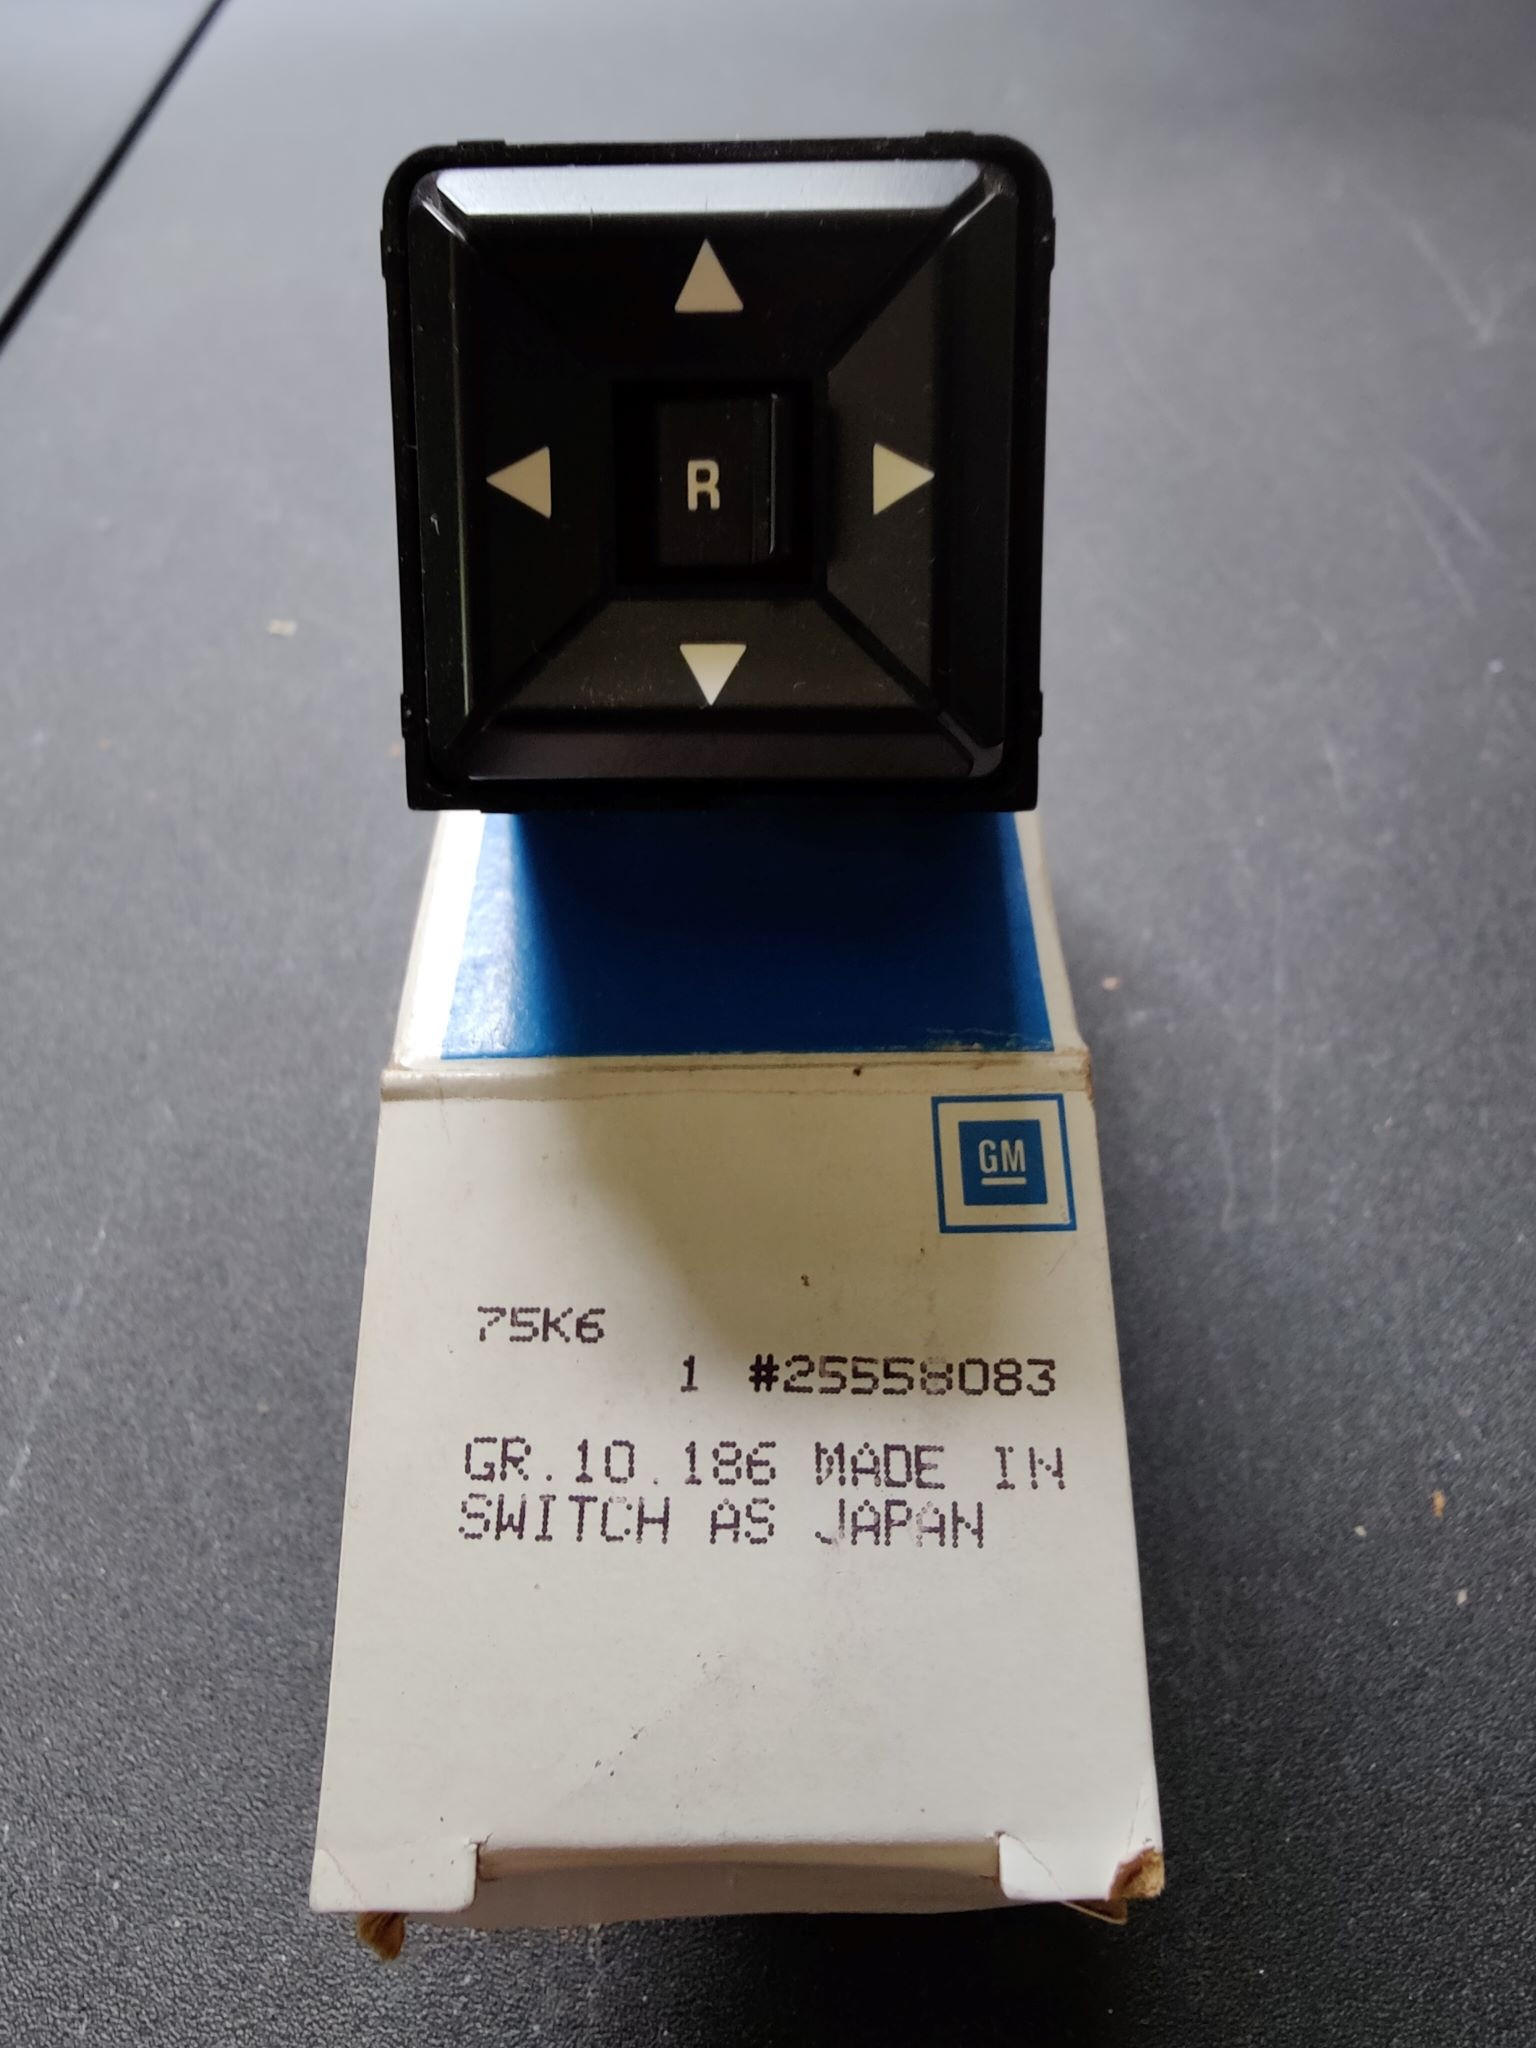 R
GM
75K6
1 #25558083
GR.10.186 MADE IN
SWITCH AS JAPAN